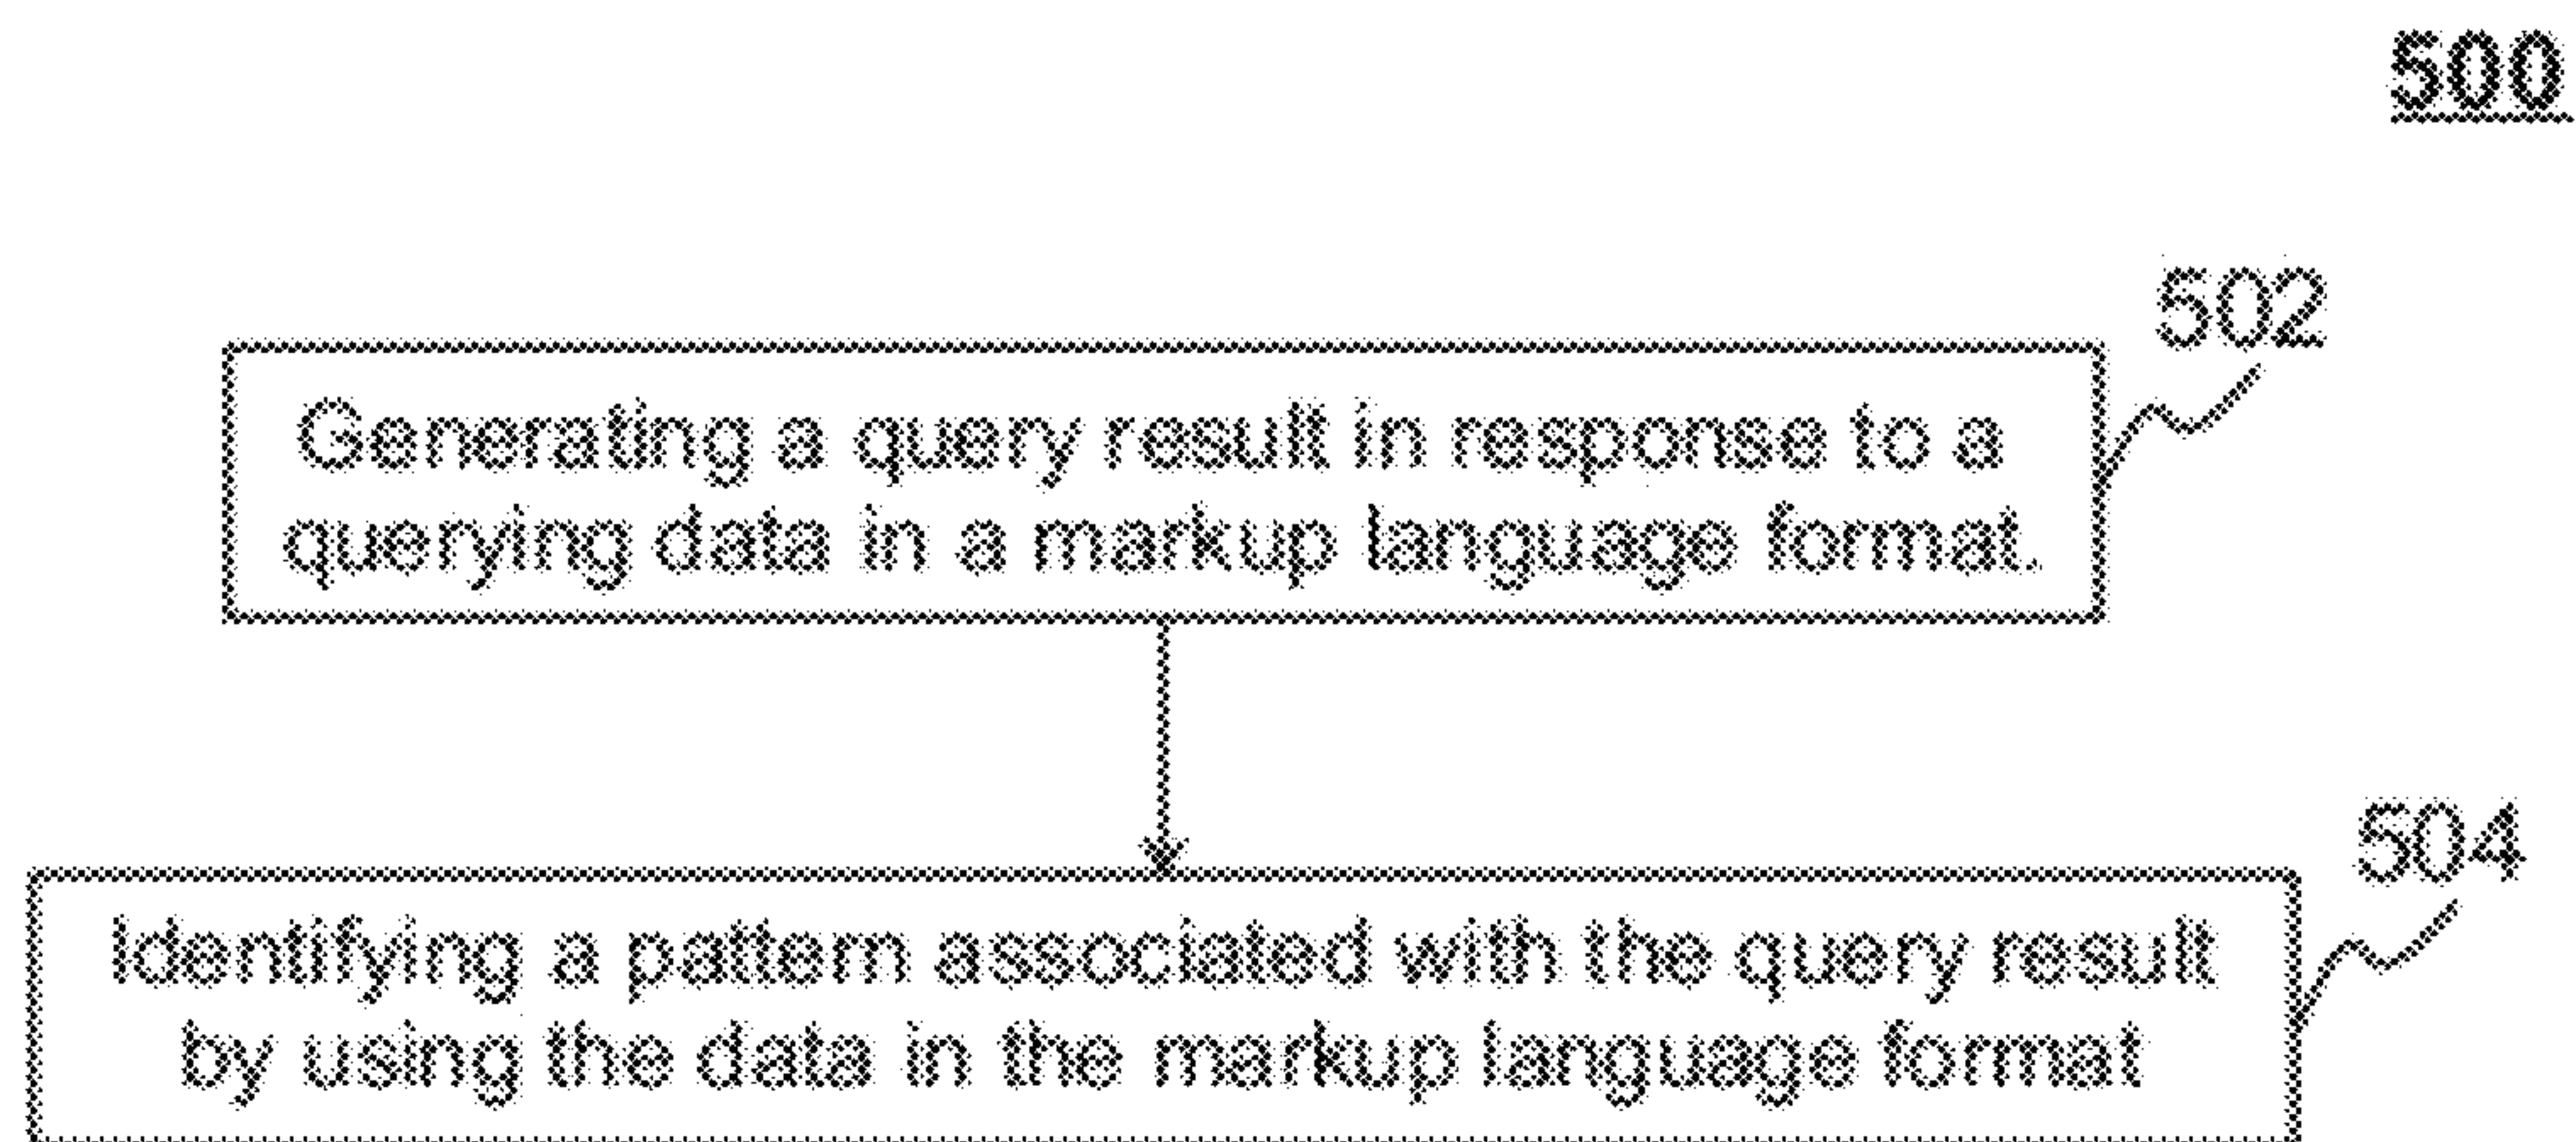 500
502
Generating a query result in response to a
querying data in a markup language format.
504
Identifying a pattern associated with the query result
by using the data in the markup language format